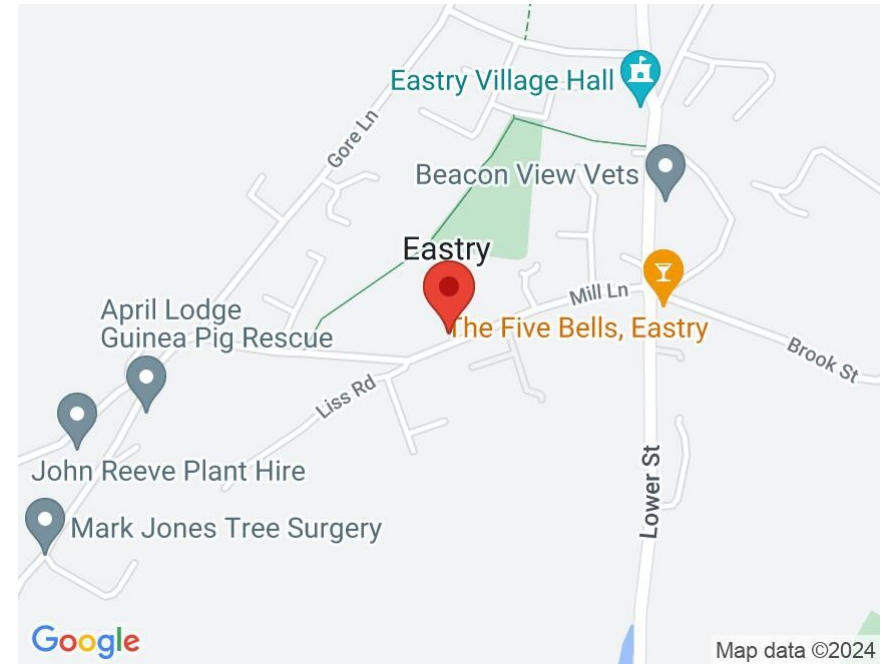 Eastry Village Hall
Gore Ln
Beacon View Vets
Eastry
Mill Ln
April Lodge
Guinea Pig Rescue
The Five Bells, Eastry
Brook St
Liss Rd
John Reeve Plant Hire
Lower St
Mark Jones Tree Surgery
Google
Map data ©2024